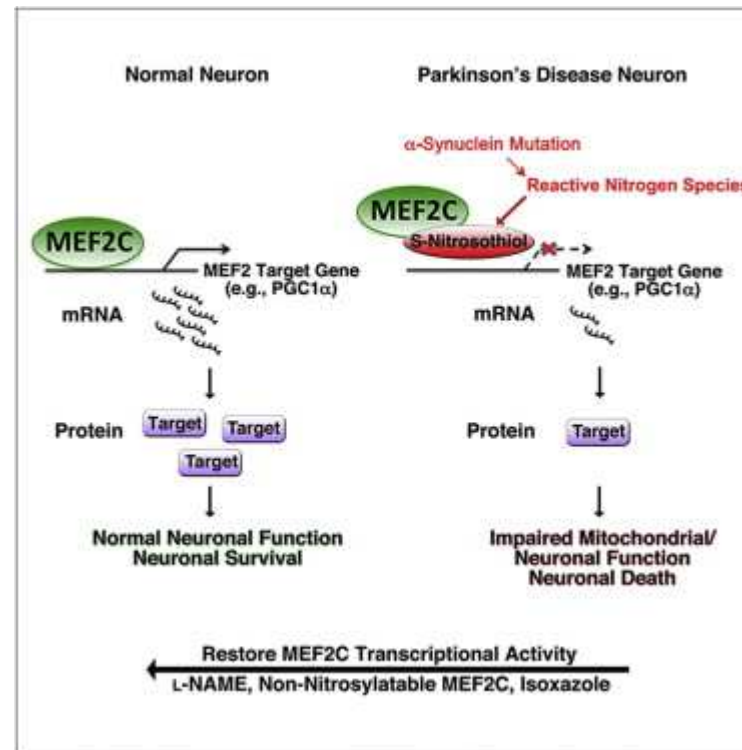 Normal Neuron
MEF2C
MEF2 Target Gene
(e.g., PGC1α)
mRNA
Protein
Target
Target
Target
Normal Neuronal Function
Neuronal Survival
Parkinson's Disease Neuron
α-Synuclein Mutation
Reactive Nitrogen Species
MEF2C
S-Nitrosothiol
MEF2 Target Gene
(e.g., PGC1α)
mRNA
Protein
Target
Impaired Mitochondrial/
Neuronal Function
Neuronal Death
Restore MEF2C Transcriptional Activity
L-NAME, Non-Nitrosylatable MEF2C, Isoxazole